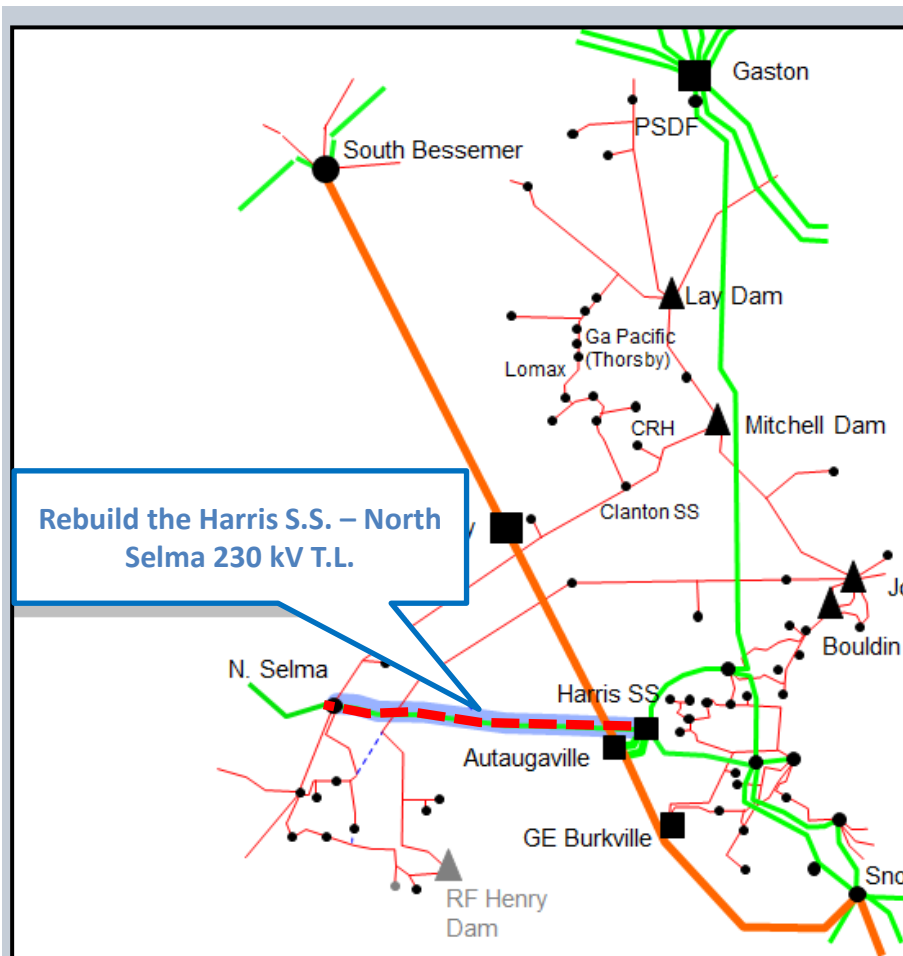 Gaston
PSDF
South Bessemer
Lay Dam
Ga Pacific
(Thorsby)
Lomax
CRH
Mitchell Dam
Rebuild the Harris S.S. – North
Selma 230 kV T.L.
Clanton SS
Bouldin
N. Selma
Harris SS
Autaugaville
GE Burkville
RF Henry
Dam